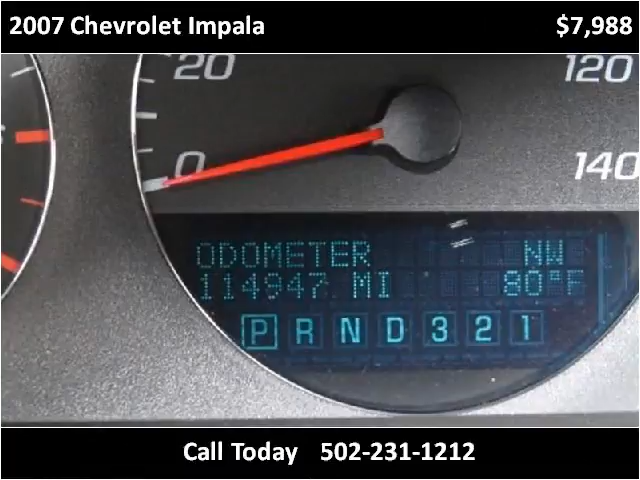 2007 Chevrolet Impala $7,988
20 120
0 140
ODOMETER NW
114947 MI 80°F
P R N D 3 2 1
Call Today 502-231-1212